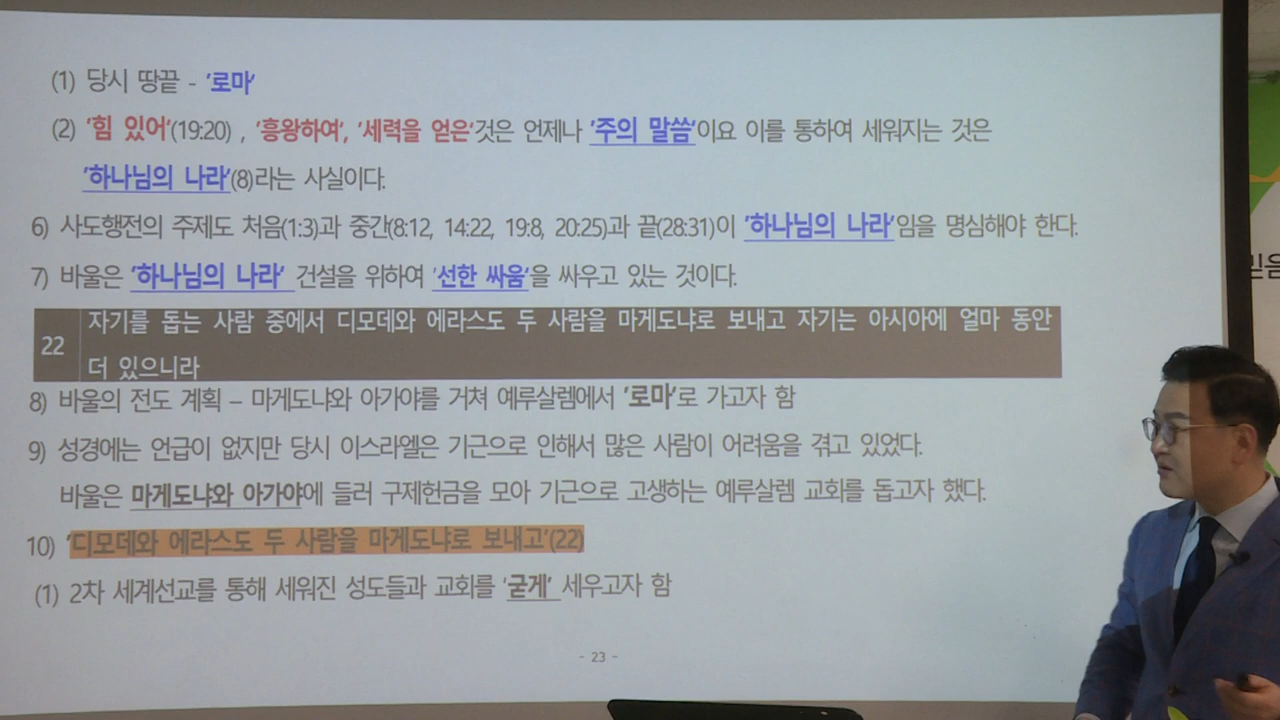 (1) 당시 땅끝 - '로마'
(2) '힘 있어'(19:20) , '흥왕하여', '세력을 얻은'것은 언제나 '주의 말씀'이요 이를 통하여 세워지는 것은
'하나님의 나라'(8)라는 사실이다.
6) 사도행전의 주제도 처음(1:3)과 중간(8:12, 14:22, 19:8, 20:25)과 끝(28:31)이 '하나님의 나라'임을 명심해야 한다.
7) 바울은 '하나님의 나라' 건설을 위하여 '선한 싸움'을 싸우고 있는 것이다.
22 자기를 돕는 사람 중에서 디모데와 에라스도 두 사람을 마게도냐로 보내고 자기는 아시아에 얼마 동안
더 있으니라
8) 바울의 전도 계획 – 마게도냐와 아가야를 거쳐 예루살렘에서 '로마'로 가고자 함
9) 성경에는 언급이 없지만 당시 이스라엘은 기근으로 인해서 많은 사람이 어려움을 겪고 있었다.
바울은 마게도냐와 아가야에 들러 구제헌금을 모아 기근으로 고생하는 예루살렘 교회를 돕고자 했다.
10) '디모데와 에라스도 두 사람을 마게도냐로 보내고'(22)
(1) 2차 세계선교를 통해 세워진 성도들과 교회를 '굳게' 세우고자 함
- 23 -